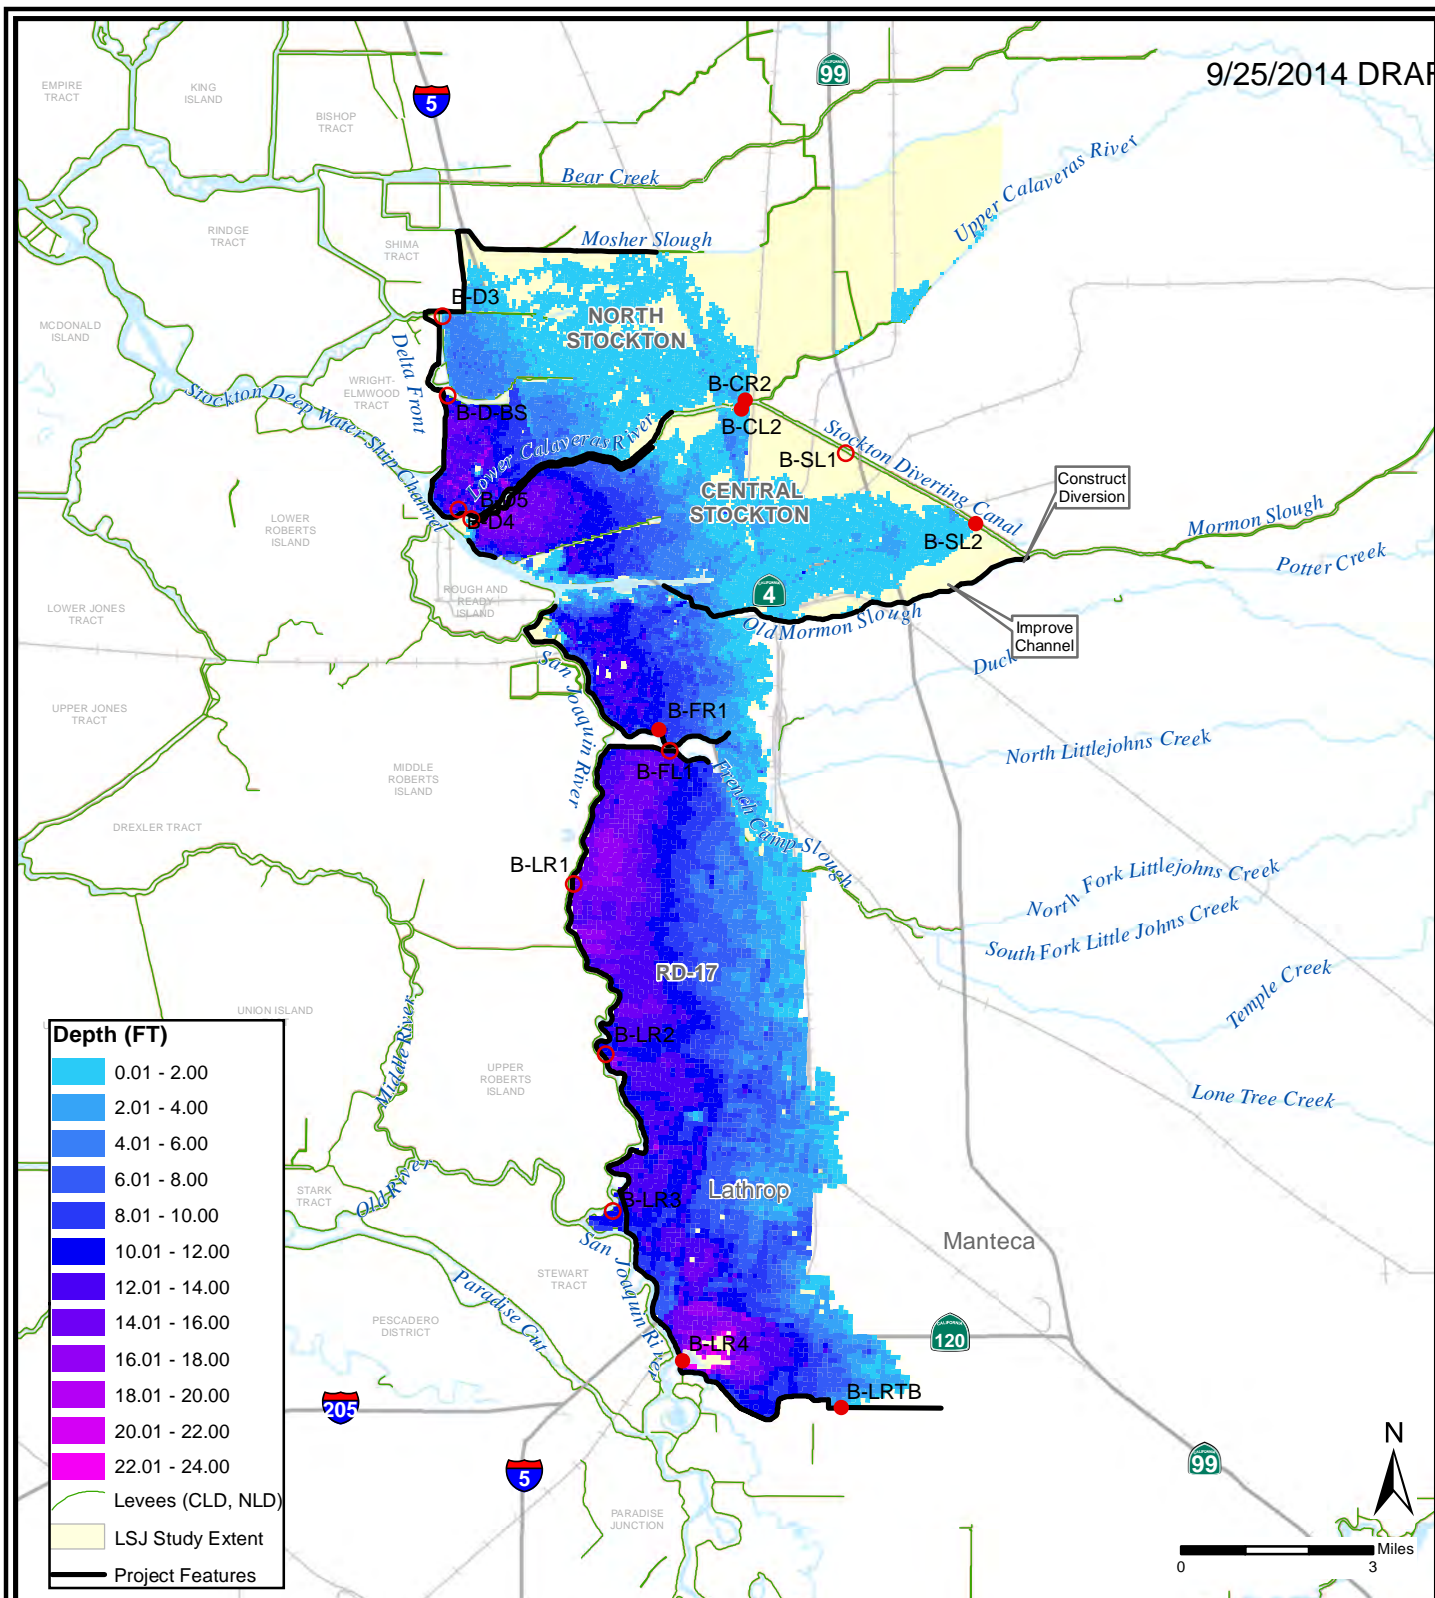 9/25/2014 DRAF
EMPIRE
TRACT
KING
ISLAND
BISHOP
TRACT
5
CALIFORNIA
99
Bear Creek
Upper Calaveras River
RINDGE
TRACT
SHIMA
TRACT
Mosher Slough
B-D3
NORTH
STOCKTON
MCDONALD
ISLAND
Delta Front
WRIGHT-
ELMWOOD
TRACT
Stockton Deep Water Ship Channel
B-D-BS
B-CR2
B-CL2
Lower Calaveras River
B-SL1
Stockton Diverting Canal
Construct
Diversion
CENTRAL
STOCKTON
B-D5
B-D4
B-SL2
Mormon Slough
Potter Creek
LOWER
ROBERTS
ISLAND
ROUGH AND
READY
ISLAND
CALIFORNIA
4
Old Mormon Slough
Improve
Channel
Duck
LOWER JONES
TRACT
San Joaquin River
UPPER JONES
TRACT
B-FR1
B-FL1
North Littlejohns Creek
French Camp Slough
MIDDLE
ROBERTS
ISLAND
DREXLER TRACT
B-LR1
North Fork Littlejohns Creek
South Fork Little Johns Creek
RD-17
Temple Creek
UNION ISLAND
Middle River
B-LR2
UPPER
ROBERTS
ISLAND
Lone Tree Creek
STARK
TRACT
Old River
Lathrop
B-LR3
San Joaquin River
Manteca
STEWART
TRACT
Paradise Cut
PESCADERO
DISTRICT
B-LR4
CALIFORNIA
120
B-LRTB
205
5
CALIFORNIA
99
PARADISE
JUNCTION
Depth (FT)
0.01 - 2.00
2.01 - 4.00
4.01 - 6.00
6.01 - 8.00
8.01 - 10.00
10.01 - 12.00
12.01 - 14.00
14.01 - 16.00
16.01 - 18.00
18.01 - 20.00
20.01 - 22.00
22.01 - 24.00
Levees (CLD, NLD)
LSJ Study Extent
Project Features
N
Miles
0
3